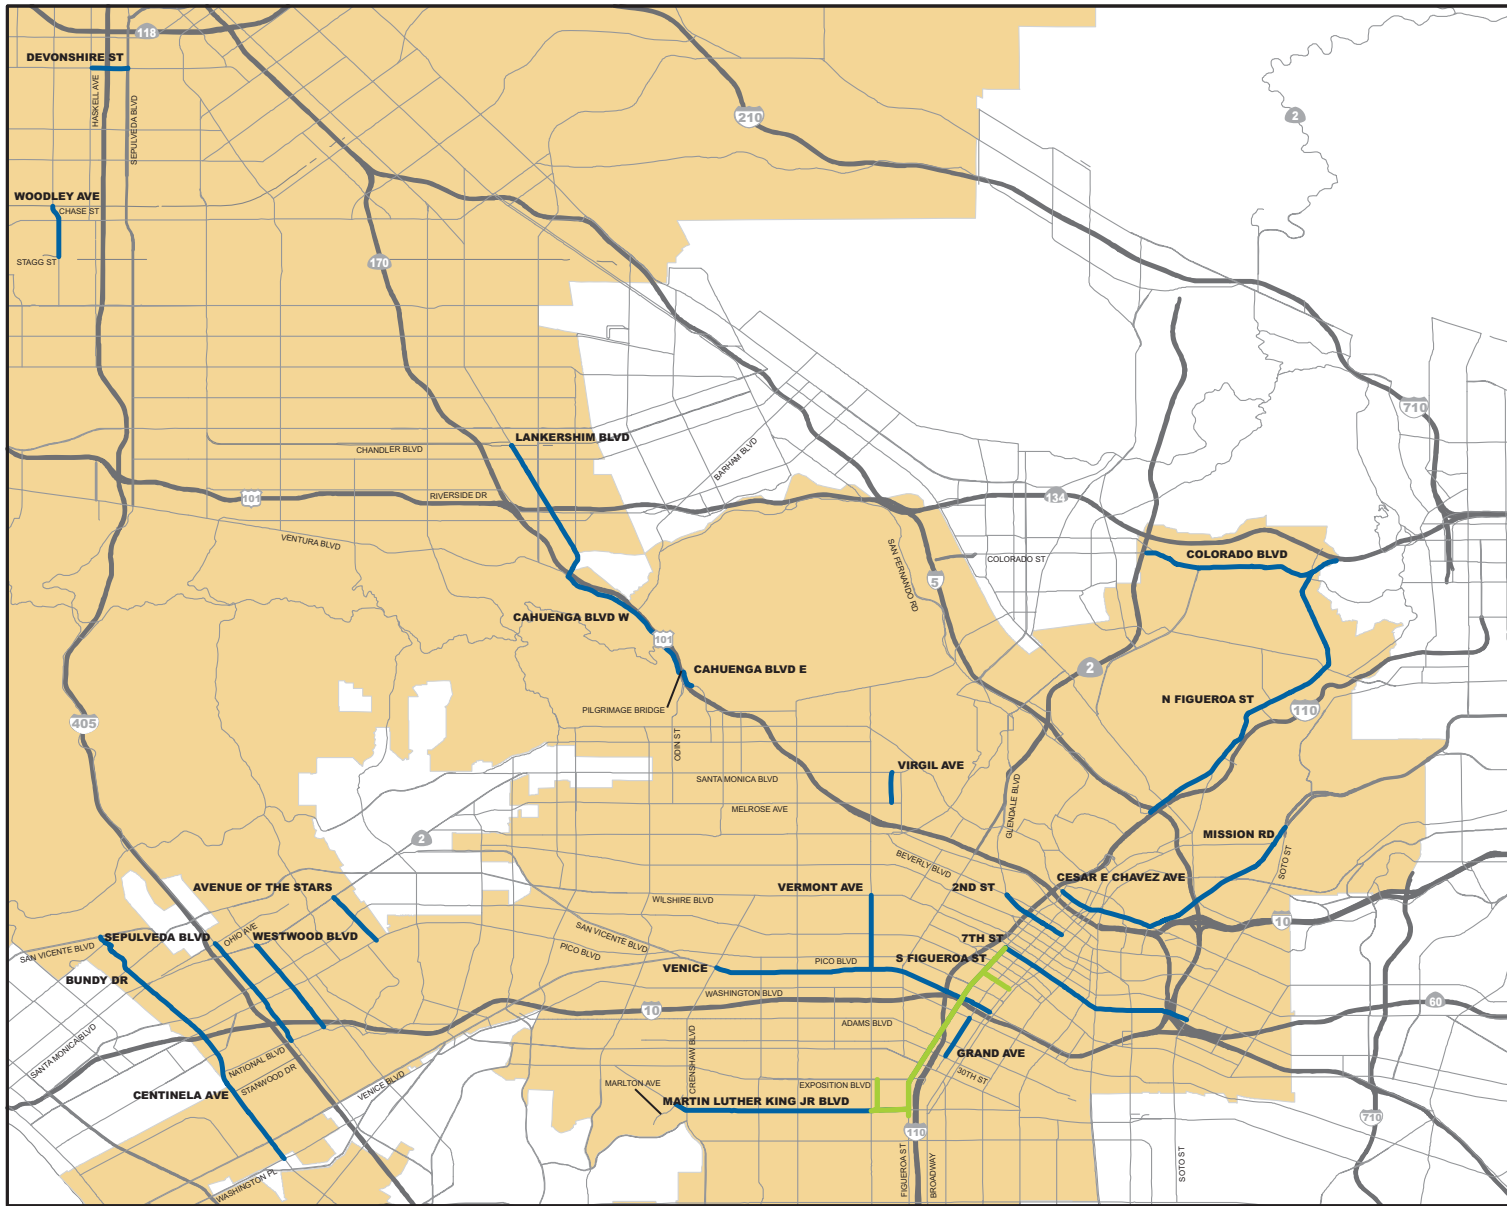 118
DEVONSHIRE ST
HASKELL AVE
SEPULVEDA BLVD
210
2
WOODLEY AVE
CHASE ST
STAGG ST
170
710
LANKERSHIM BLVD
CHANDLER BLVD
BARHAM BLVD
101
RIVERSIDE DR
134
VENTURA BLVD
SAN FERNANDO RD
COLORADO ST
COLORADO BLVD
5
CAHUENGA BLVD W
101
CAHUENGA BLVD E
2
N FIGUEROA ST
PILGRIMAGE BRIDGE
110
405
ODIN ST
VIRGIL AVE
SANTA MONICA BLVD
MELROSE AVE
GLENDALE BLVD
2
MISSION RD
SOTO ST
BEVERLY BLVD
CESAR E CHAVEZ AVE
AVENUE OF THE STARS
VERMONT AVE
2ND ST
WILSHIRE BLVD
10
SAN VICENTE BLVD
SEPULVEDA BLVD
OHIO AVE
WESTWOOD BLVD
SAN VICENTE BLVD
PICO BLVD
7TH ST
S FIGUEROA ST
PICO BLVD
VENICE
BUNDY DR
WASHINGTON BLVD
60
10
ADAMS BLVD
SANTA MONICA BLVD
NATIONAL BLVD
STANWOOD DR
VENICE BLVD
CRENSHAW BLVD
GRAND AVE
30TH ST
MARLTON AVE
EXPOSITION BLVD
CENTINELA AVE
MARTIN LUTHER KING JR BLVD
710
110
FIGUEROA ST
BROADWAY
SOTO ST
WASHINGTON PL